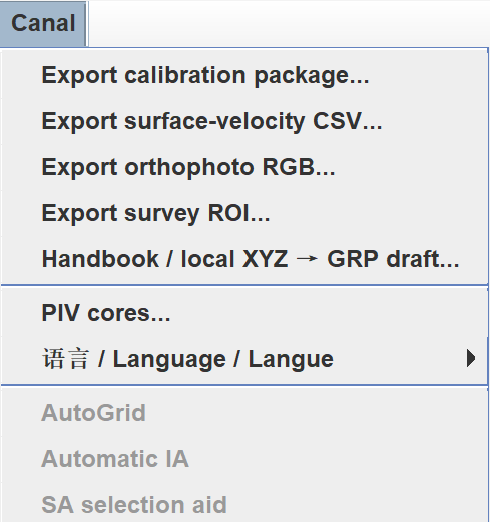 Canal
Export calibration package...
Export surface-velocity CSV...
Export orthophoto RGB...
Export survey ROI...
Handbook / local XYZ → GRP draft...
PIV cores...
语言 / Language / Langue
AutoGrid
Automatic IA
SA selection aid